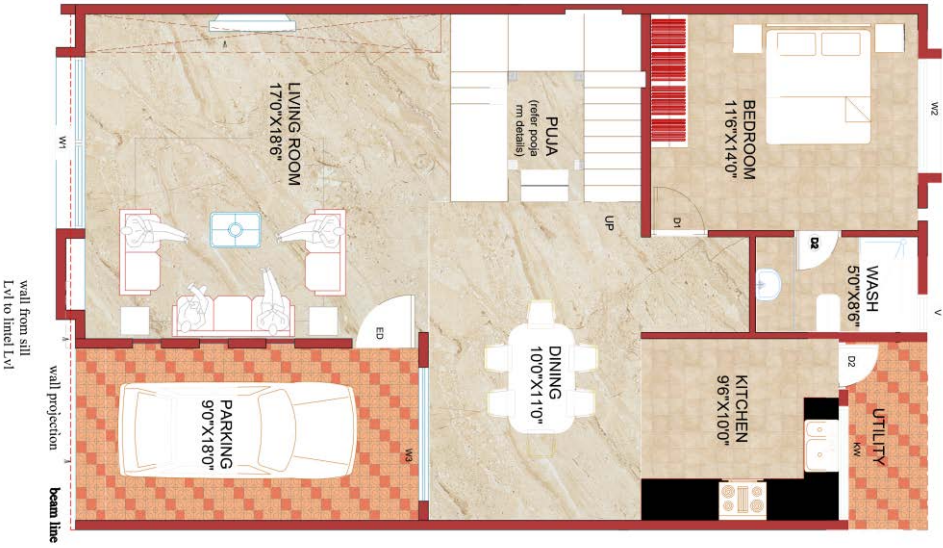 W1
A
LIVING ROOM
17'0"X18'6"
PUJA
(refer pooja
rm details)
UP
BEDROOM
11'6"X14'0"
W2
D1
D2
WASH
5'0"X8'6"
V
ED
DINING
10'0"X11'0"
KITCHEN
9'6"X10'0"
D2
UTILITY
KW
PARKING
9'0"X18'0"
W3
wall from sill
Lvl to lintel Lvl
wall projection
beam line